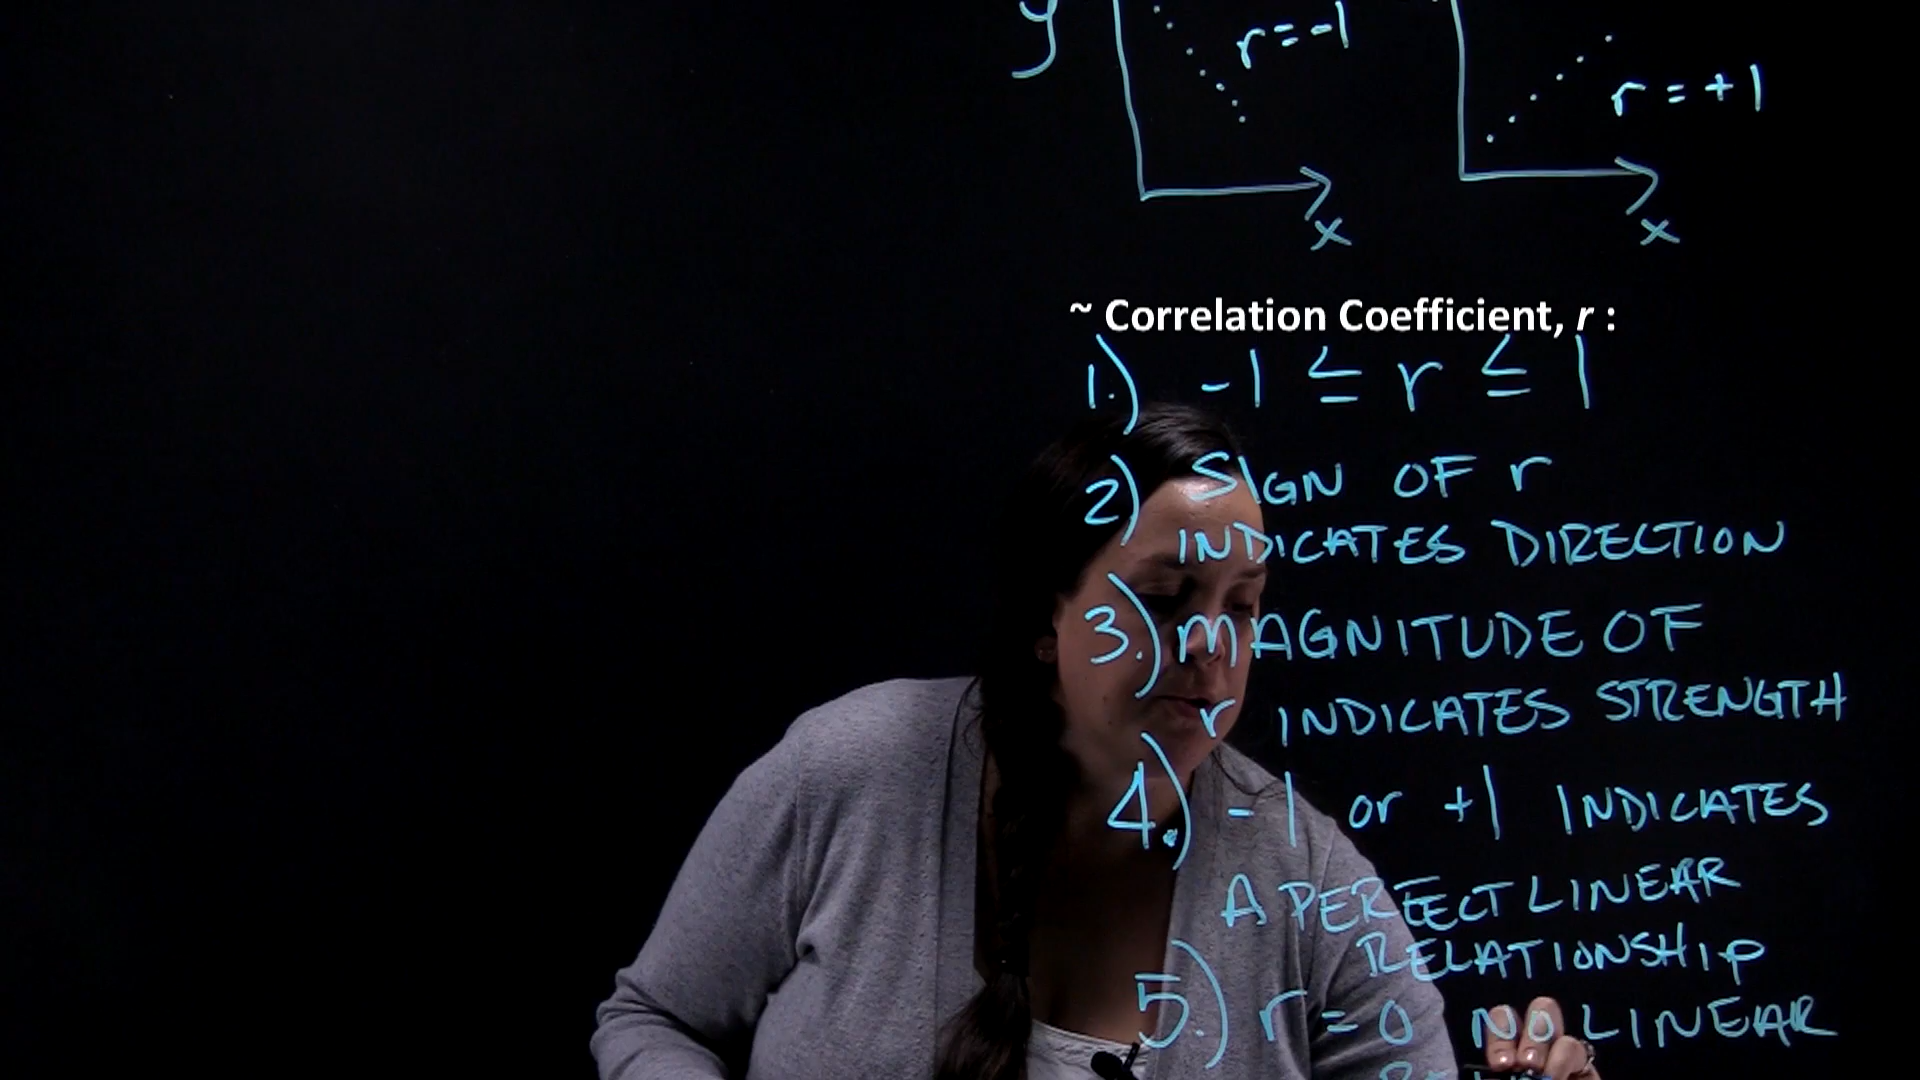 y
r = -1
r = +1
x
x
~ Correlation Coefficient, r :
1.) -1 ≤ r ≤ 1
2) SIGN OF r
INDICATES DIRECTION
3.) MAGNITUDE OF
r INDICATES STRENGTH
4.) -1 or +1 INDICATES
A PERFECT LINEAR
RELATIONSHIP
5.) r = 0 NO LINEAR